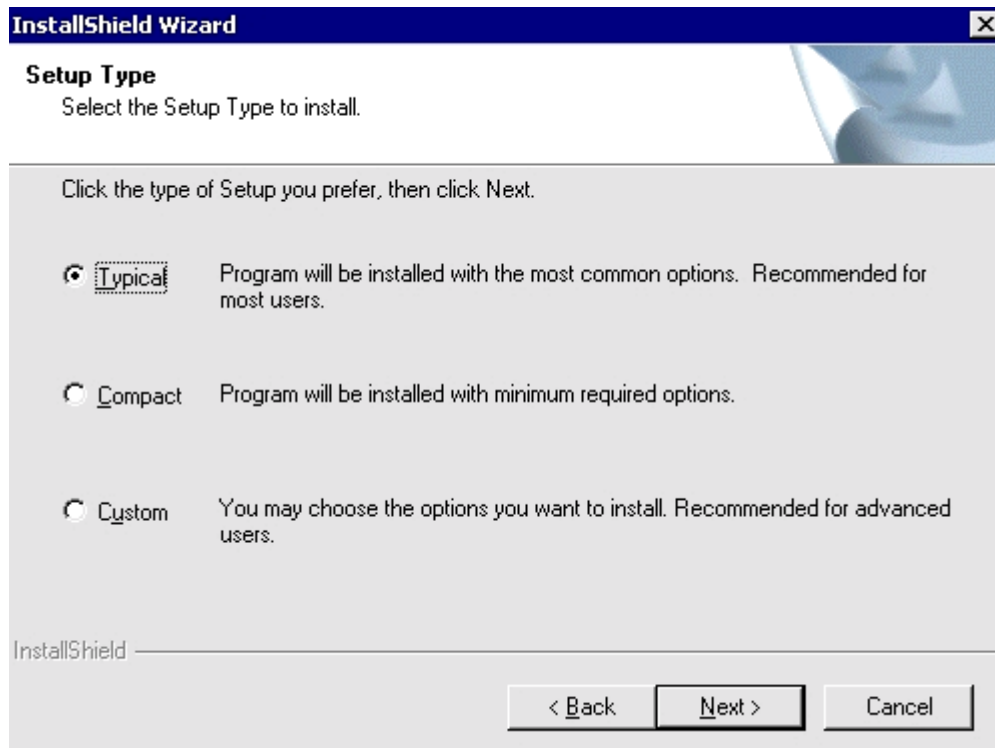 InstallShield Wizard
Setup Type
Select the Setup Type to install.
Click the type of Setup you prefer, then click Next.
Typical Program will be installed with the most common options. Recommended for
most users.
Compact Program will be installed with minimum required options.
Custom You may choose the options you want to install. Recommended for advanced
users.
InstallShield
< Back Next > Cancel